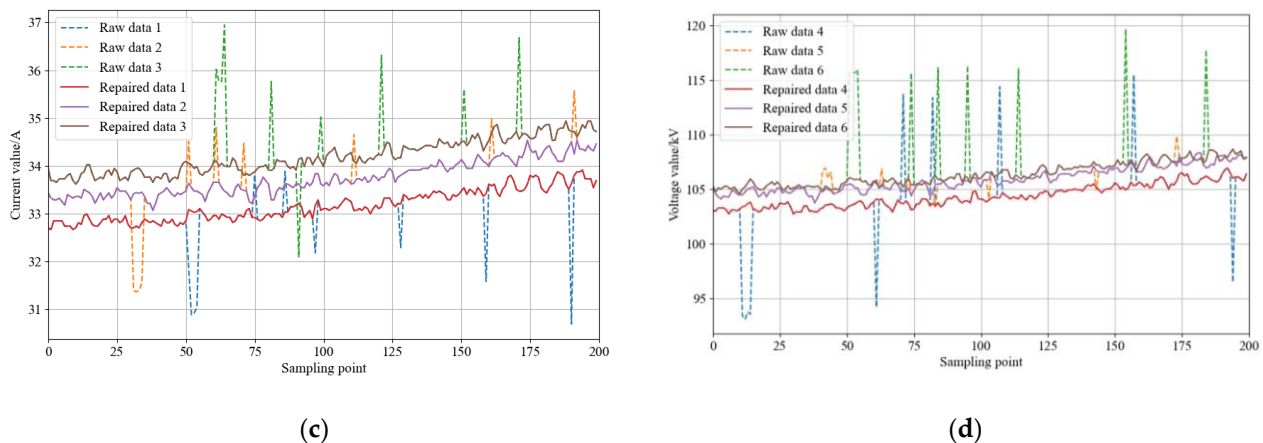 37
36
35
34
33
32
31
Current value/A
Raw data 1
Raw data 2
Raw data 3
Repaired data 1
Repaired data 2
Repaired data 3
0 25 50 75 100 125 150 175 200
Sampling point
(c)
120
115
110
105
100
95
Voltage value/kV
Raw data 4
Raw data 5
Raw data 6
Repaired data 4
Repaired data 5
Repaired data 6
0 25 50 75 100 125 150 175 200
Sampling point
(d)